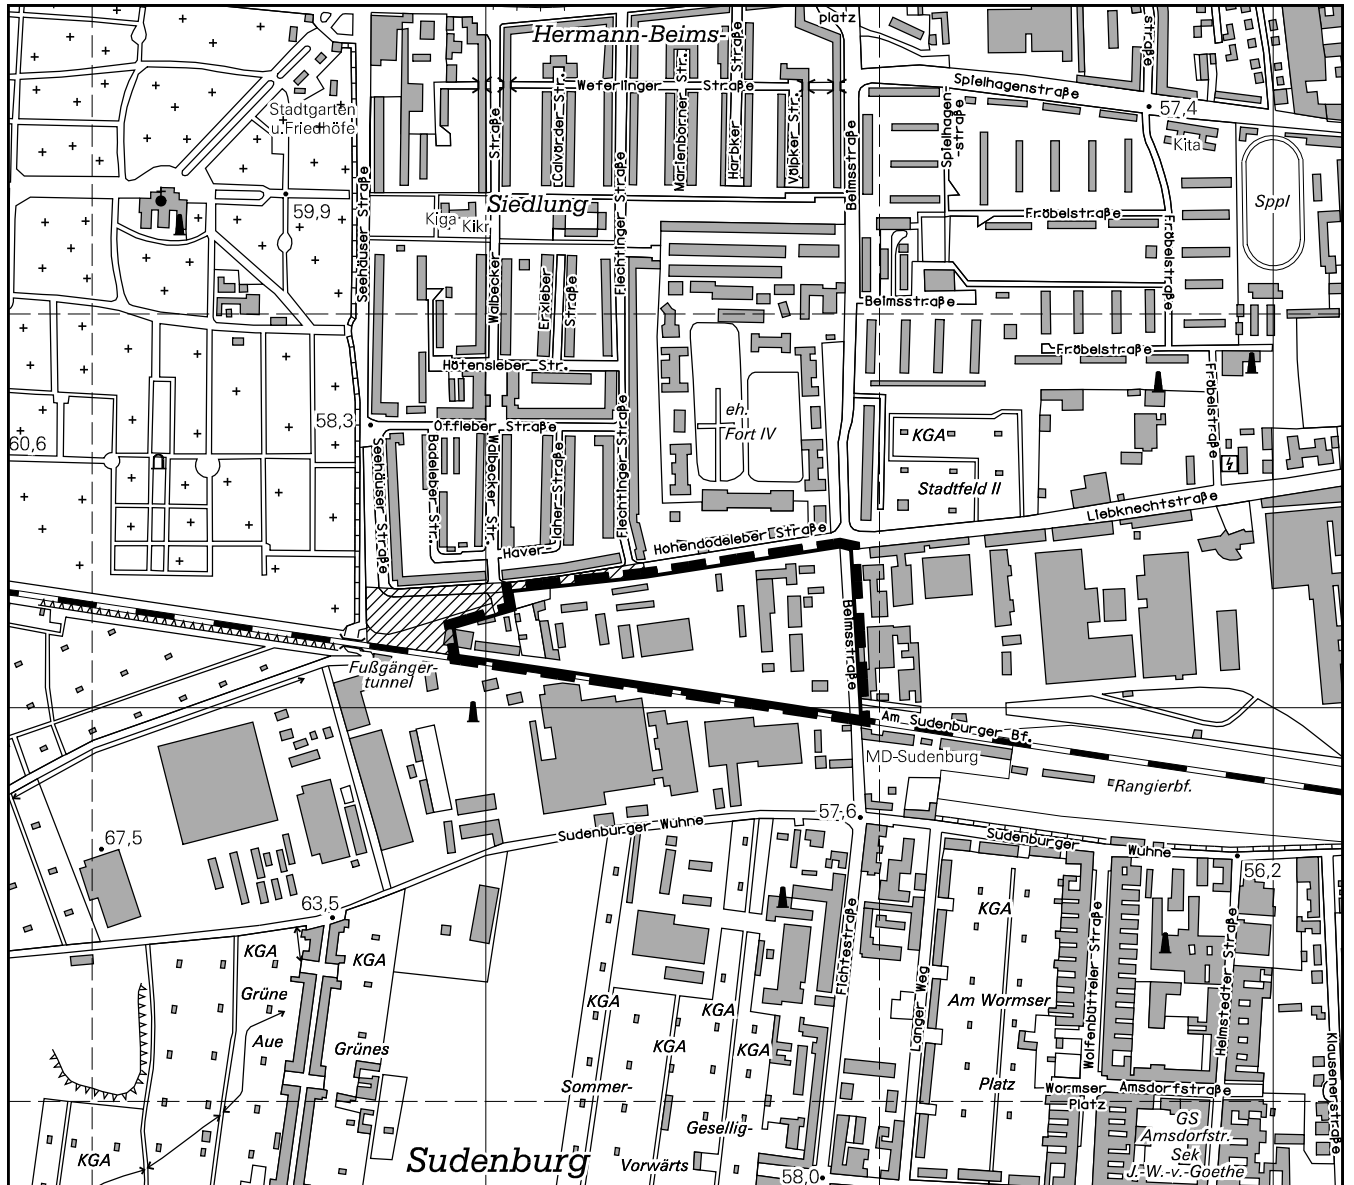 Hermann-Beims-
platz
straße
Straße
Weferlinger Straße
Spielhagenstraße
57,4
Stadtgarten
u.Friedhöfe
Straße
Calvörder Str.
Marienborner Str.
Harbker
Völpker Str.
Spielhagen-
straße
Kita
Beimsstraße
Seehäuser Straße
59,9
Kiga
Kikr
Siedlung
Flechtinger Straße
Fröbelstraße
Sppl
Walbecker
Erxleber
Straße
Beimsstraße
Fröbelstraße
Hötensleber Str.
Fröbelstraße
Fröbelstraße
58,3
Offleber Straße
eh.
Fort IV
KGA
60,6
Seehäuser Straße
Badeleber Str.
Walbecker Str.
Flechtinger Straße
Stadtfeld II
Haver-
laher Straße
Hohendodeleber Straße
Liebknechtstraße
Beimsstraße
Fußgänger-
tunnel
Am Sudenburger Bf.
MD-Sudenburg
Rangierbf.
57,6
67,5
Sudenburger Wuhne
Sudenburger
Wuhne
56,2
63,5
KGA
KGA
KGA
Grüne
Aue
Grünes
KGA
KGA
KGA
KGA
Fichtestraße
Langer Weg
Am Wormser
Platz
Wolfenbütteler Straße
Helmstedter Straße
Klausenerstraße
Sommer-
Wormser
Platz
Amsdorfstraße
Gesellig-
GS
Amsdorfstr.
Sek
J.-W.-v.-Goethe
KGA
Sudenburg
Vorwärts
58,0